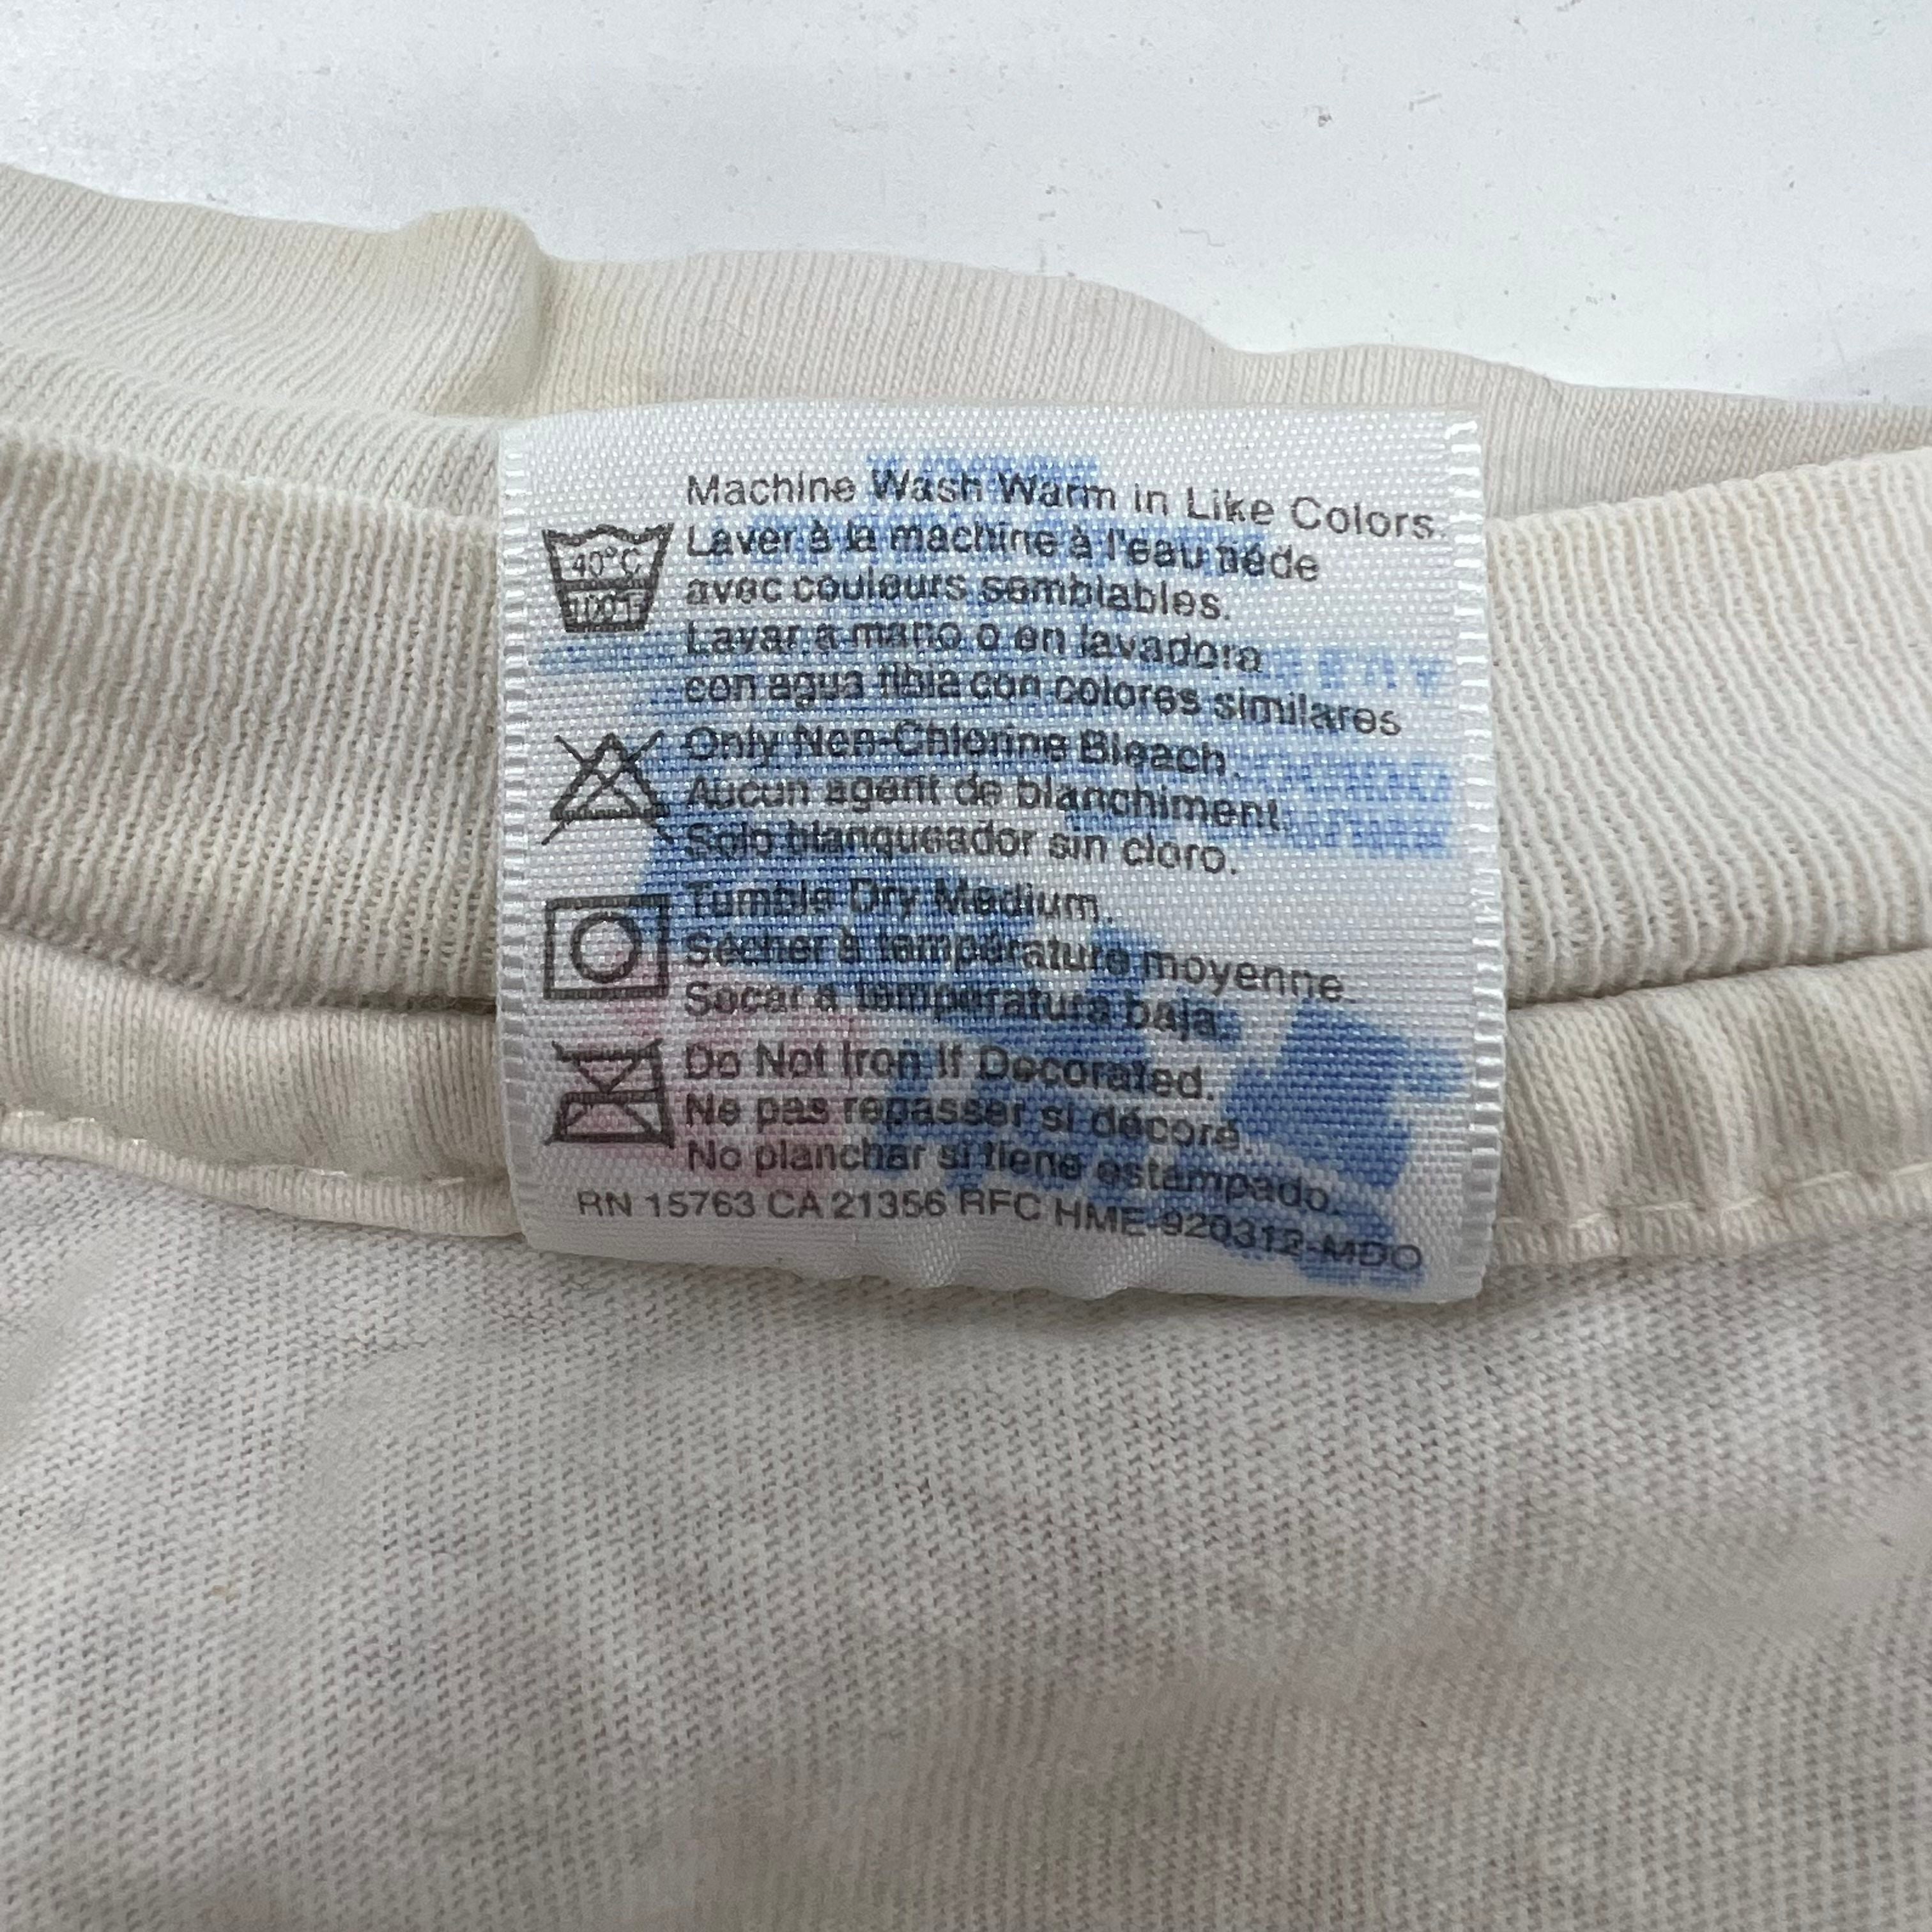 Machine Wash Warm in Like Colors.
40°C
Laver à la machine à l'eau tiède
avec couleurs semblables.
Lavar a mano o en lavadora
con agua tibia con colores similares
Only Non-Chlorine Bleach.
Aucun agent de blanchiment.
Solo blanqueador sin cloro.
Tumble Dry Medium.
Sécher à température moyenne.
Secar a temperatura baja.
Do Not Iron If Decorated.
Ne pas repasser si décoré.
No planchar si tiene estampado.
RN 15763 CA 21356 RFC HME-920312-MDO